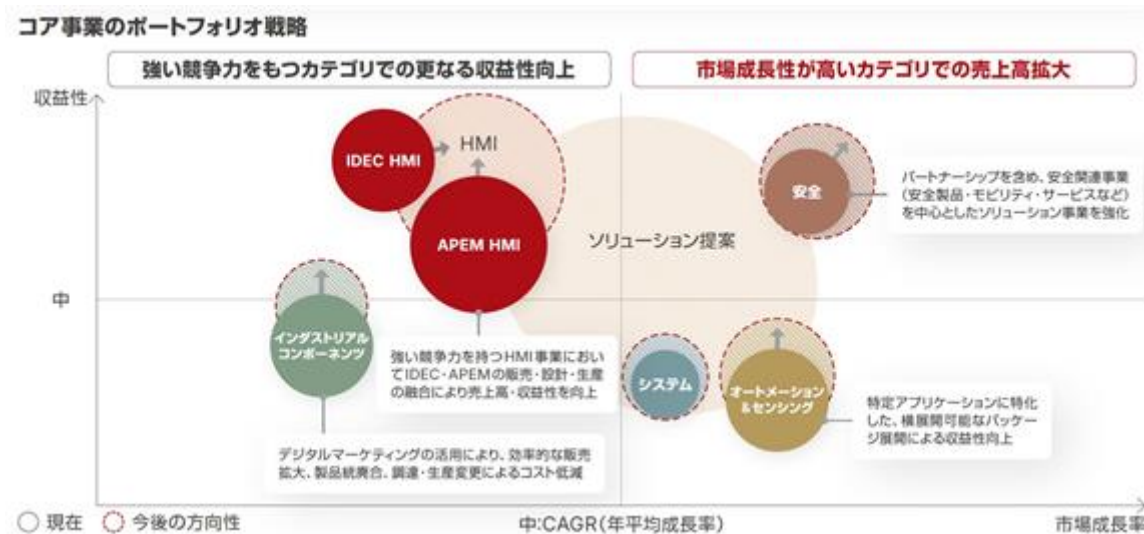 コア事業のポートフォリオ戦略
強い競争力をもつカテゴリでの更なる収益性向上
市場成長性が高いカテゴリでの売上高拡大
収益性
IDEC HMI
HMI
APEM HMI
ソリューション提案
安全
パートナーシップを含め、安全関連事業
(安全製品・モビリティ・サービスなど)
を中心としたソリューション事業を強化
中
インダストリアル
コンポーネンツ
強い競争力を持つHMI事業におい
てIDEC・APEMの販売・設計・生産
の融合により売上高・収益性を向上
システム
オートメーション
&センシング
特定アプリケーションに特化
した、横展開可能なパッケー
ジ展開による収益性向上
デジタルマーケティングの活用により、効率的な販売
拡大、製品統廃合、調達・生産変更によるコスト低減
現在
今後の方向性
中:CAGR(年平均成長率)
市場成長率